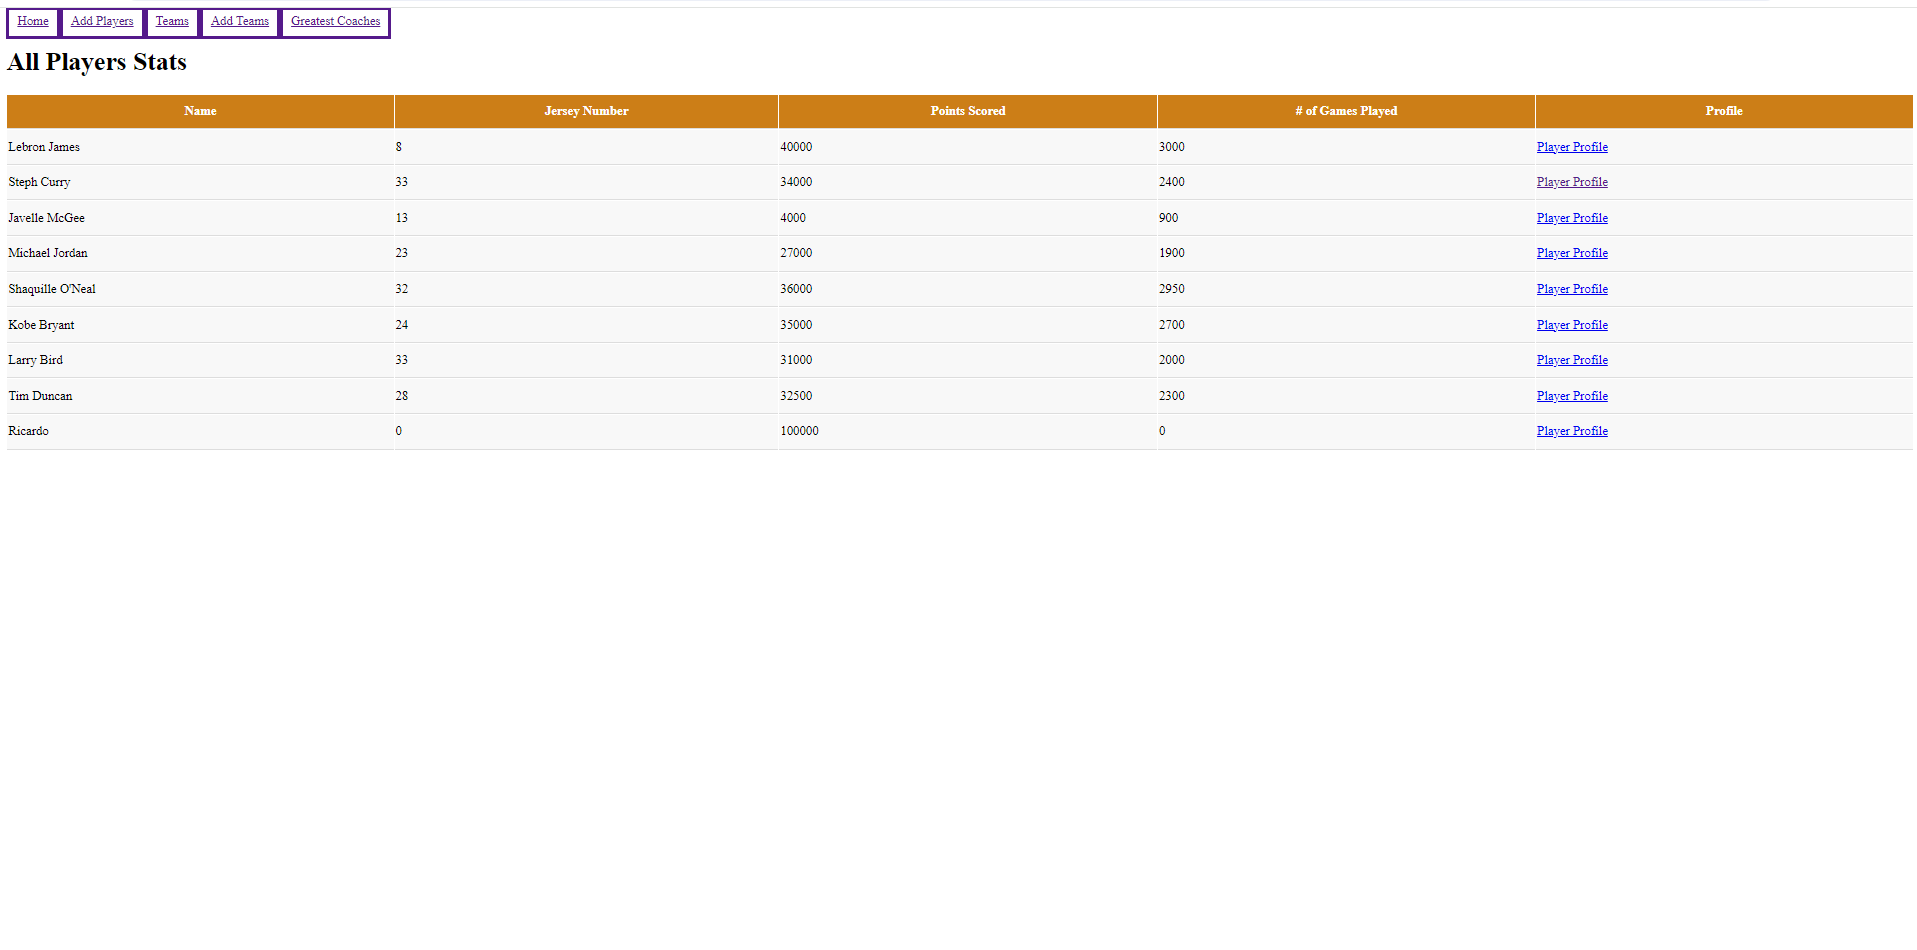 Home Add Players Teams Add Teams Greatest Coaches
All Players Stats
Name Jersey Number Points Scored # of Games Played Profile
Lebron James 8 40000 3000 Player Profile
Steph Curry 33 34000 2400 Player Profile
Javelle McGee 13 4000 900 Player Profile
Michael Jordan 23 27000 1900 Player Profile
Shaquille O'Neal 32 36000 2950 Player Profile
Kobe Bryant 24 35000 2700 Player Profile
Larry Bird 33 31000 2000 Player Profile
Tim Duncan 28 32500 2300 Player Profile
Ricardo 0 100000 0 Player Profile